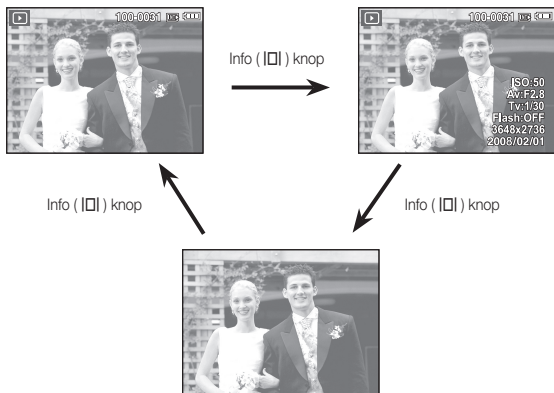 100-0031
100-0031
Info ( |□| ) knop
ISO:50
Av:F2.8
Tv:1/30
Flash:OFF
3648x2736
2008/02/01
Info ( |□| ) knop
Info ( |□| ) knop